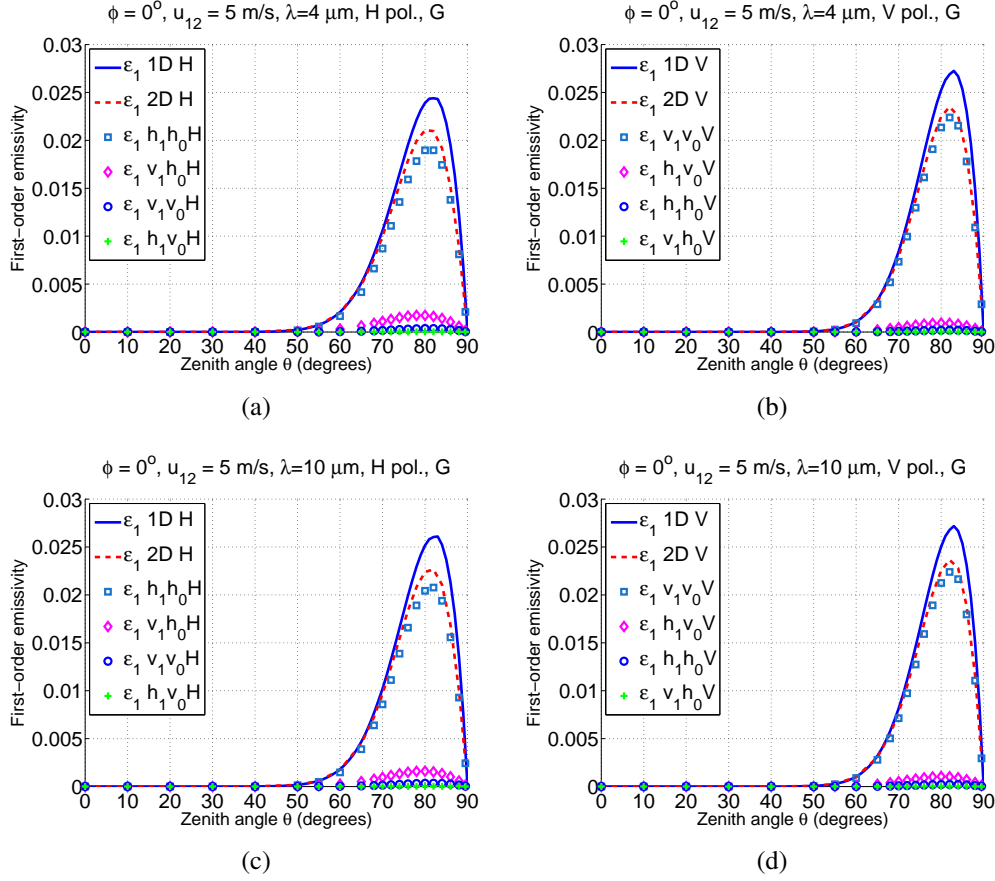 ϕ = 0°, u₁₂ = 5 m/s, λ=4 μm, H pol., G
First−order emissivity
0.03
0.025
0.02
0.015
0.01
0.005
0
ε₁ 1D H
ε₁ 2D H
ε₁ h₁h₀H
ε₁ v₁h₀H
ε₁ v₁v₀H
ε₁ h₁v₀H
0 10 20 30 40 50 60 70 80 90
Zenith angle θ (degrees)
(a)
ϕ = 0°, u₁₂ = 5 m/s, λ=4 μm, V pol., G
First−order emissivity
0.03
0.025
0.02
0.015
0.01
0.005
0
ε₁ 1D V
ε₁ 2D V
ε₁ v₁v₀V
ε₁ h₁v₀V
ε₁ h₁h₀V
ε₁ v₁h₀V
0 10 20 30 40 50 60 70 80 90
Zenith angle θ (degrees)
(b)
ϕ = 0°, u₁₂ = 5 m/s, λ=10 μm, H pol., G
First−order emissivity
0.03
0.025
0.02
0.015
0.01
0.005
0
ε₁ 1D H
ε₁ 2D H
ε₁ h₁h₀H
ε₁ v₁h₀H
ε₁ v₁v₀H
ε₁ h₁v₀H
0 10 20 30 40 50 60 70 80 90
Zenith angle θ (degrees)
(c)
ϕ = 0°, u₁₂ = 5 m/s, λ=10 μm, V pol., G
First−order emissivity
0.03
0.025
0.02
0.015
0.01
0.005
0
ε₁ 1D V
ε₁ 2D V
ε₁ v₁v₀V
ε₁ h₁v₀V
ε₁ h₁h₀V
ε₁ v₁h₀V
0 10 20 30 40 50 60 70 80 90
Zenith angle θ (degrees)
(d)